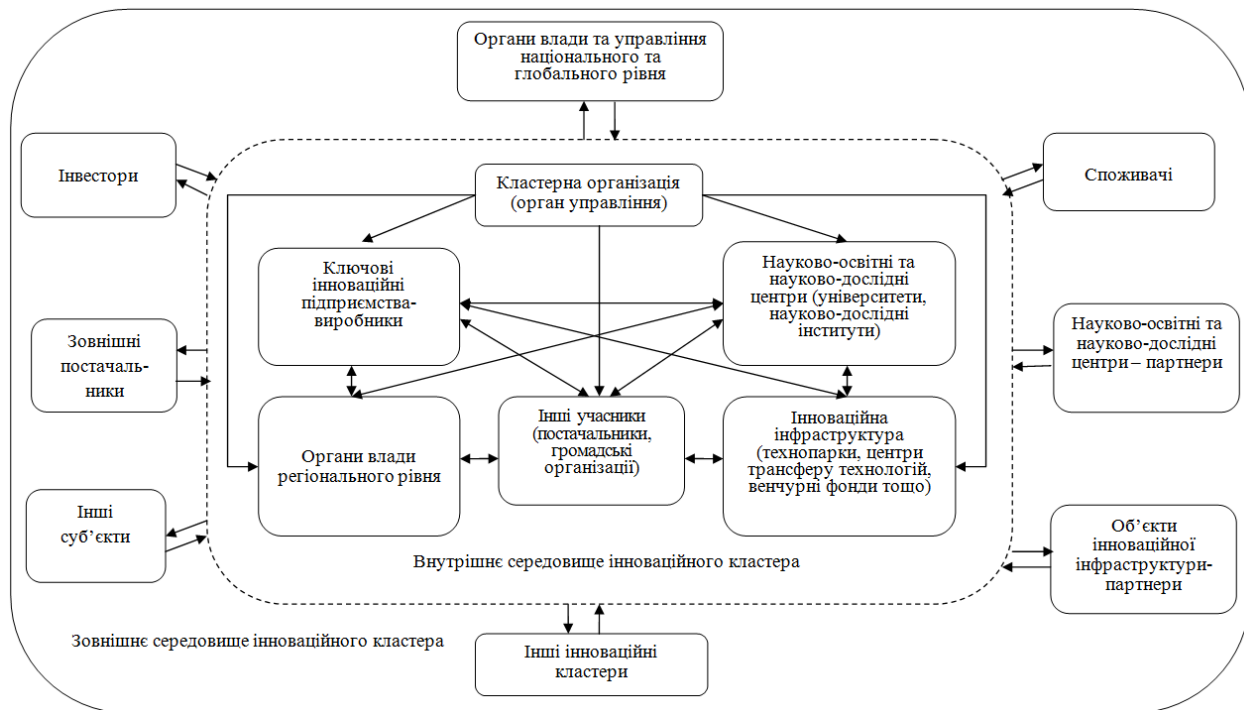 Органи влади та управління
національного та
глобального рівня
Інвестори
Споживачі
Кластерна організація
(орган управління)
Ключові
інноваційні
підприємства-
виробники
Науково-освітні та
науково-дослідні
центри (університети,
науково-дослідні
інститути)
Зовнішні
постачаль-
ники
Науково-освітні та
науково-дослідні
центри – партнери
Органи влади
регіонального рівня
Інші учасники
(постачальники,
громадські
організації)
Інноваційна
інфраструктура
(технопарки, центри
трансферу технологій,
венчурні фонди тощо)
Інші
суб’єкти
Об’єкти
інноваційної
інфраструктури-
партнери
Внутрішнє середовище інноваційного кластера
Зовнішнє середовище інноваційного кластера
Інші інноваційні
кластери